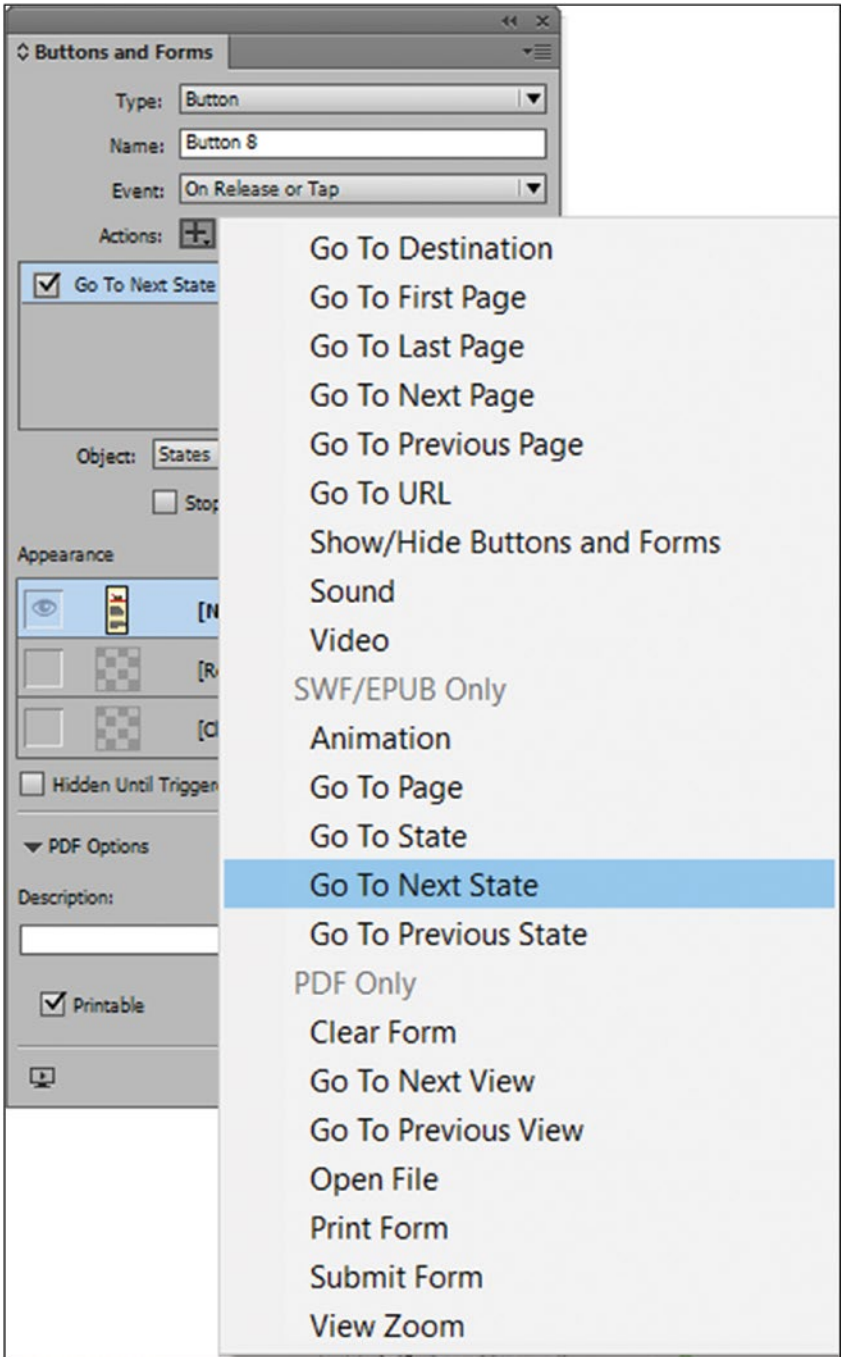 Buttons and Forms
Type: Button
Name: Button 8
Event: On Release or Tap
Actions:
Go To Next State
Object: States
Appearance
Hidden Until
PDF Options
Description:
Printable
Go To Destination
Go To First Page
Go To Last Page
Go To Next Page
Go To Previous Page
Go To URL
Show/Hide Buttons and Forms
Sound
Video
SWF/EPUB Only
Animation
Go To Page
Go To State
Go To Next State
Go To Previous State
PDF Only
Clear Form
Go To Next View
Go To Previous View
Open File
Print Form
Submit Form
View Zoom